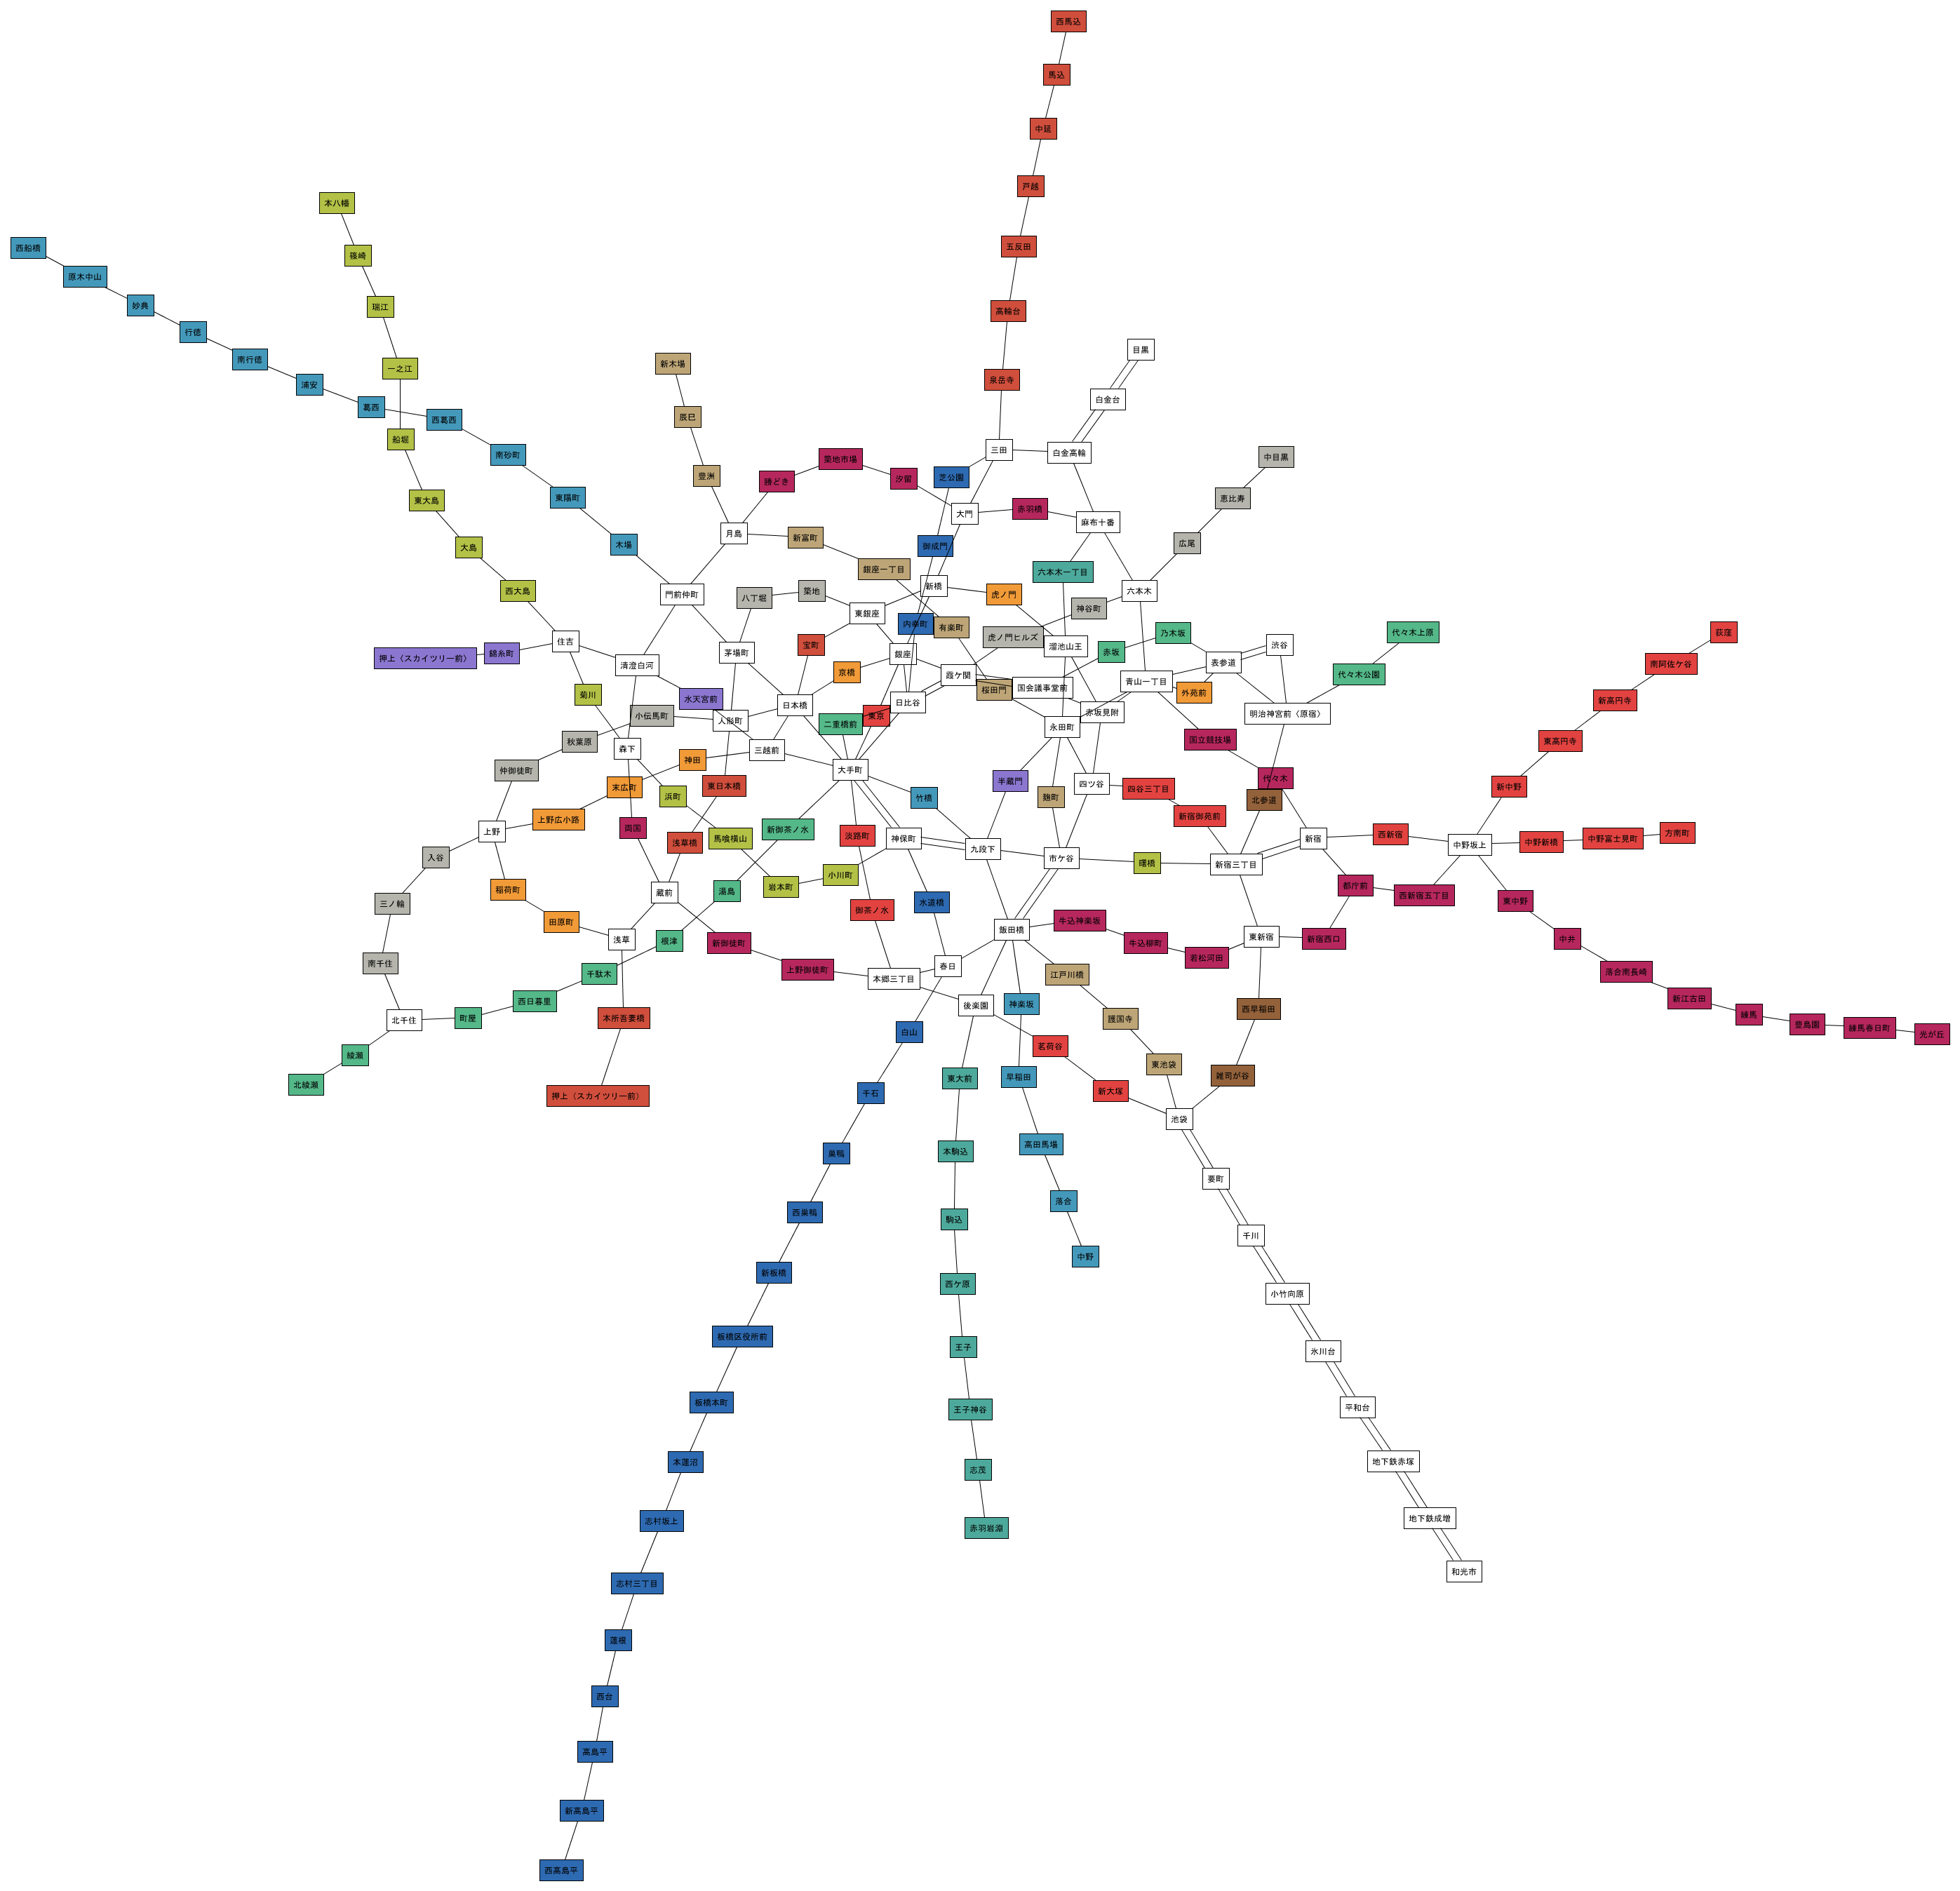 西馬込
馬込
中延
戸越
本八幡
五反田
西船橋
篠崎
原木中山
妙典
瑞江
高輪台
行徳
目黒
南行徳
新木場
一之江
泉岳寺
浦安
白金台
葛西
辰巳
西葛西
船堀
三田
白金高輪
南砂町
中目黒
築地市場
豊洲
芝公園
汐留
勝どき
東陽町
恵比寿
東大島
赤羽橋
大門
麻布十番
月島
新富町
広尾
木場
御成門
大島
銀座一丁目
六本木一丁目
新橋
西大島
六本木
門前仲町
虎ノ門
八丁堀
築地
神谷町
東銀座
内幸町
有楽町
乃木坂
代々木上原
荻窪
虎ノ門ヒルズ
住吉
宝町
渋谷
溜池山王
赤坂
錦糸町
茅場町
銀座
押上〈スカイツリー前〉
表参道
南阿佐ケ谷
清澄白河
京橋
霞ケ関
代々木公園
青山一丁目
国会議事堂前
桜田門
外苑前
菊川
水天宮前
新高円寺
日比谷
日本橋
赤坂見附
明治神宮前〈原宿〉
小伝馬町
東京
人形町
二重橋前
永田町
国立競技場
東高円寺
秋葉原
森下
三越前
神田
仲御徒町
大手町
代々木
半蔵門
四ツ谷
東日本橋
新中野
末広町
四谷三丁目
浜町
麹町
竹橋
北参道
新宿御苑前
上野広小路
両国
新御茶ノ水
上野
方南町
淡路町
西新宿
神保町
新宿
中野富士見町
馬喰横山
浅草橋
中野新橋
中野坂上
九段下
入谷
市ケ谷
曙橋
新宿三丁目
小川町
岩本町
都庁前
稲荷町
湯島
蔵前
西新宿五丁目
東中野
水道橋
三ノ輪
御茶ノ水
田原町
牛込神楽坂
飯田橋
東新宿
新宿西口
浅草
根津
中井
新御徒町
牛込柳町
若松河田
南千住
春日
上野御徒町
落合南長崎
千駄木
江戸川橋
本郷三丁目
新江古田
西日暮里
神楽坂
後楽園
西早稲田
練馬
町屋
北千住
本所吾妻橋
護国寺
豊島園
練馬春日町
白山
光が丘
茗荷谷
綾瀬
東池袋
雑司が谷
早稲田
東大前
北綾瀬
新大塚
千石
押上〈スカイツリー前〉
池袋
高田馬場
本駒込
巣鴨
要町
落合
西巣鴨
駒込
千川
中野
新板橋
西ケ原
小竹向原
板橋区役所前
王子
氷川台
板橋本町
平和台
王子神谷
地下鉄赤塚
本蓮沼
志茂
地下鉄成増
志村坂上
赤羽岩淵
和光市
志村三丁目
蓮根
西台
高島平
新高島平
西高島平